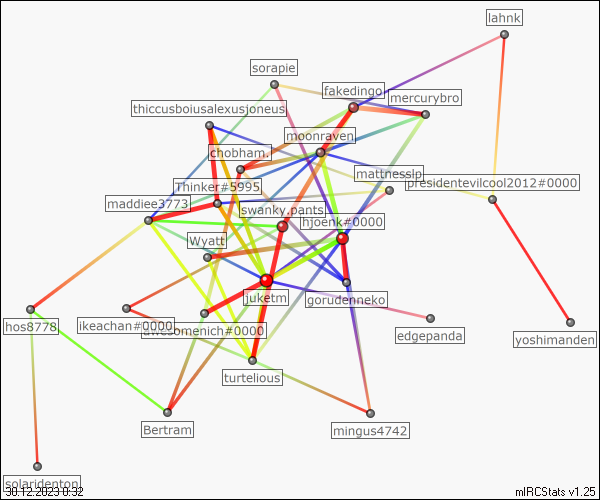 lahnk
sorapie
fakedingo
mercurybro
thiccusboiusalexusjoneus
moonraven
chobham.
mattnesslp
Thinker#5995
presidentevilcool2012#0000
maddiee3773
swanky.pants
hjoenk#0000
Wyatt
juketm
gorudenneko
hos8778
ikeachan#0000
awesomenich#0000
edgepanda
yoshimanden
turtelious
Bertram
mingus4742
solaridenton
30.12.2023 0:32
mIRCStats v1.25